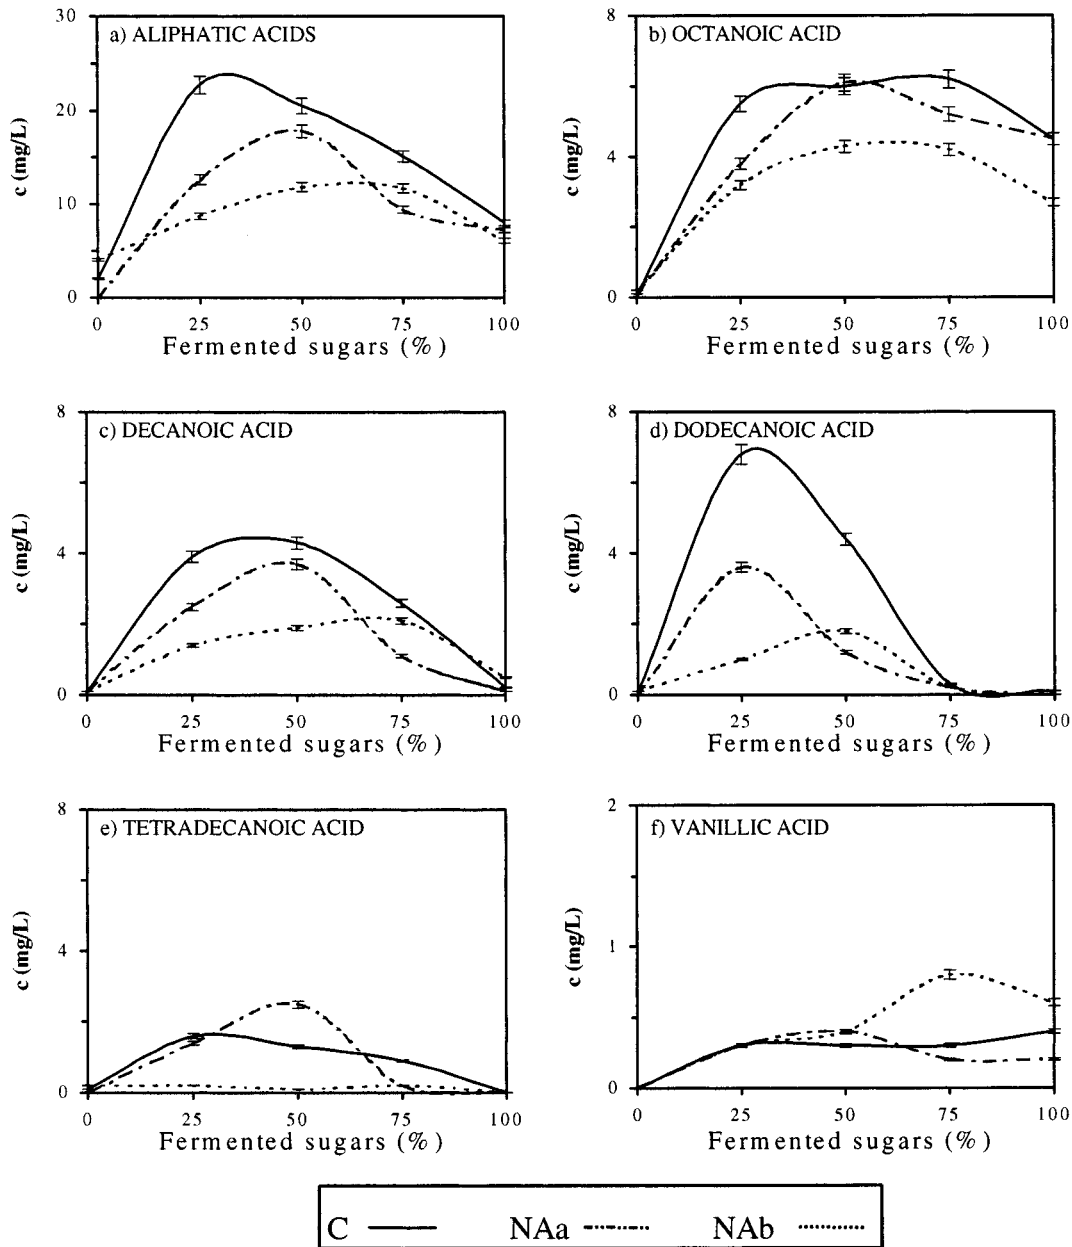 a) ALIPHATIC ACIDS
30
20
10
0
c (mg/L)
0 25 50 75 100
Fermented sugars (%)
b) OCTANOIC ACID
8
4
0
c (mg/L)
0 25 50 75 100
Fermented sugars (%)
c) DECANOIC ACID
8
4
0
c (mg/L)
0 25 50 75 100
Fermented sugars (%)
d) DODECANOIC ACID
8
4
0
c (mg/L)
0 25 50 75 100
Fermented sugars (%)
e) TETRADECANOIC ACID
8
4
0
c (mg/L)
0 25 50 75 100
Fermented sugars (%)
f) VANILLIC ACID
2
1
0
c (mg/L)
0 25 50 75 100
Fermented sugars (%)
C NAa NAb